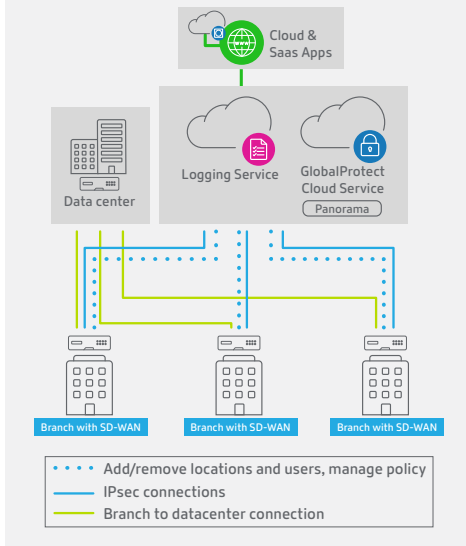 Cloud &
Saas Apps
Logging Service
GlobalProtect
Cloud Service
Panorama
Data center
Branch with SD-WAN
Branch with SD-WAN
Branch with SD-WAN
Add/remove locations and users, manage policy
IPsec connections
Branch to datacenter connection